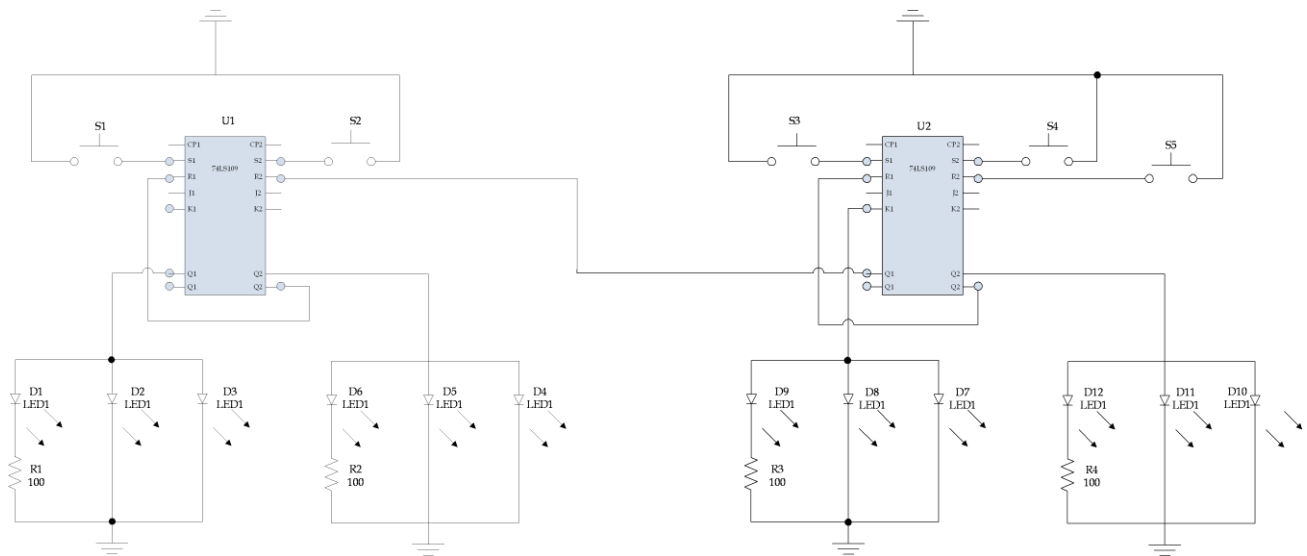 S1
U1
S2
CP1
CP2
S1
S2
74LS109
R1
R2
J1
J2
K1
K2
Q1
Q2
Q1
Q2
S3
U2
S4
S5
CP1
CP2
S1
S2
74LS109
R1
R2
J1
J2
K1
K2
Q1
Q2
Q1
Q2
D1
LED1
D2
LED1
D3
LED1
R1
100
D6
LED1
D5
LED1
D4
LED1
R2
100
D9
LED1
D8
LED1
D7
LED1
R3
100
D12
LED1
D11
LED1
D10
LED1
R4
100